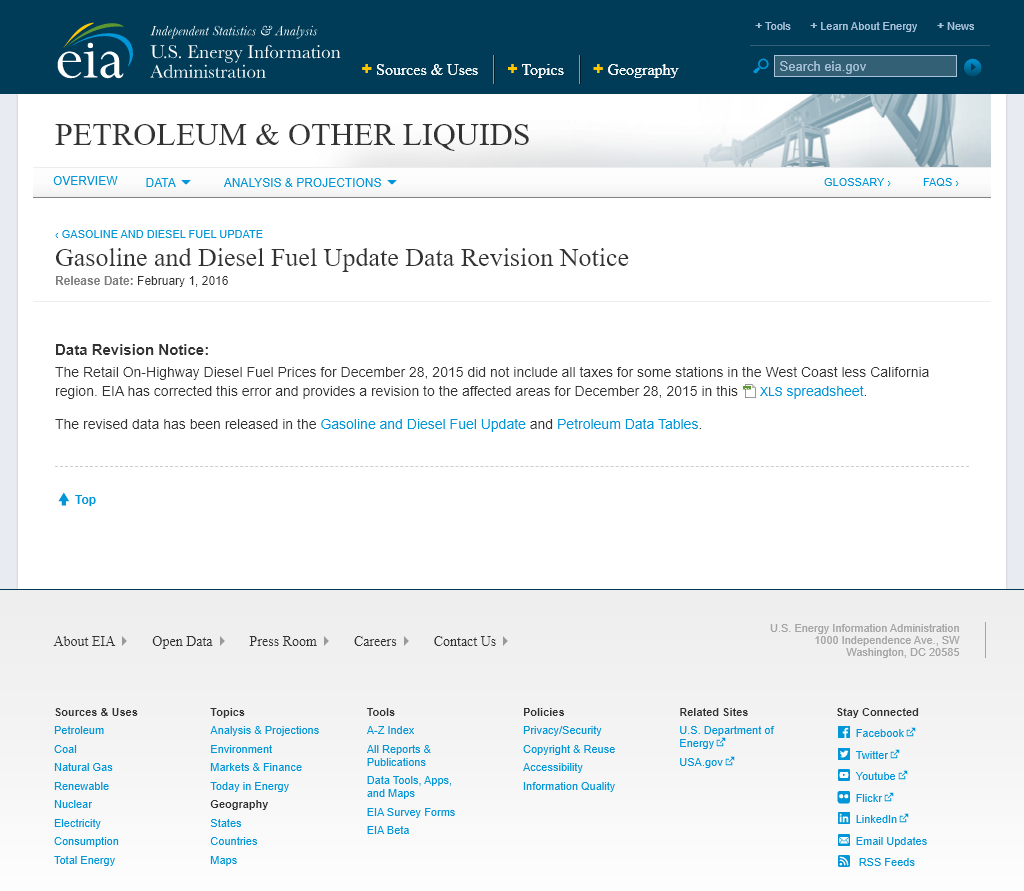 eia
Independent Statistics & Analysis
U.S. Energy Information
Administration
+ Sources & Uses
+ Topics
+ Geography
+ Tools
+ Learn About Energy
+ News
Search eia.gov
PETROLEUM & OTHER LIQUIDS
OVERVIEW
DATA
ANALYSIS & PROJECTIONS
GLOSSARY ›
FAQS ›
‹ GASOLINE AND DIESEL FUEL UPDATE
Gasoline and Diesel Fuel Update Data Revision Notice
Release Date: February 1, 2016
Data Revision Notice:
The Retail On-Highway Diesel Fuel Prices for December 28, 2015 did not include all taxes for some stations in the West Coast less California
region. EIA has corrected this error and provides a revision to the affected areas for December 28, 2015 in this XLS spreadsheet.
The revised data has been released in the Gasoline and Diesel Fuel Update and Petroleum Data Tables.
Top
About EIA
Open Data
Press Room
Careers
Contact Us
U.S. Energy Information Administration
1000 Independence Ave., SW
Washington, DC 20585
Sources & Uses
Petroleum
Coal
Natural Gas
Renewable
Nuclear
Electricity
Consumption
Total Energy
Topics
Analysis & Projections
Environment
Markets & Finance
Today in Energy
Geography
States
Countries
Maps
Tools
A-Z Index
All Reports &
Publications
Data Tools, Apps,
and Maps
EIA Survey Forms
EIA Beta
Policies
Privacy/Security
Copyright & Reuse
Accessibility
Information Quality
Related Sites
U.S. Department of
Energy
USA.gov
Stay Connected
Facebook
Twitter
Youtube
Flickr
LinkedIn
Email Updates
RSS Feeds